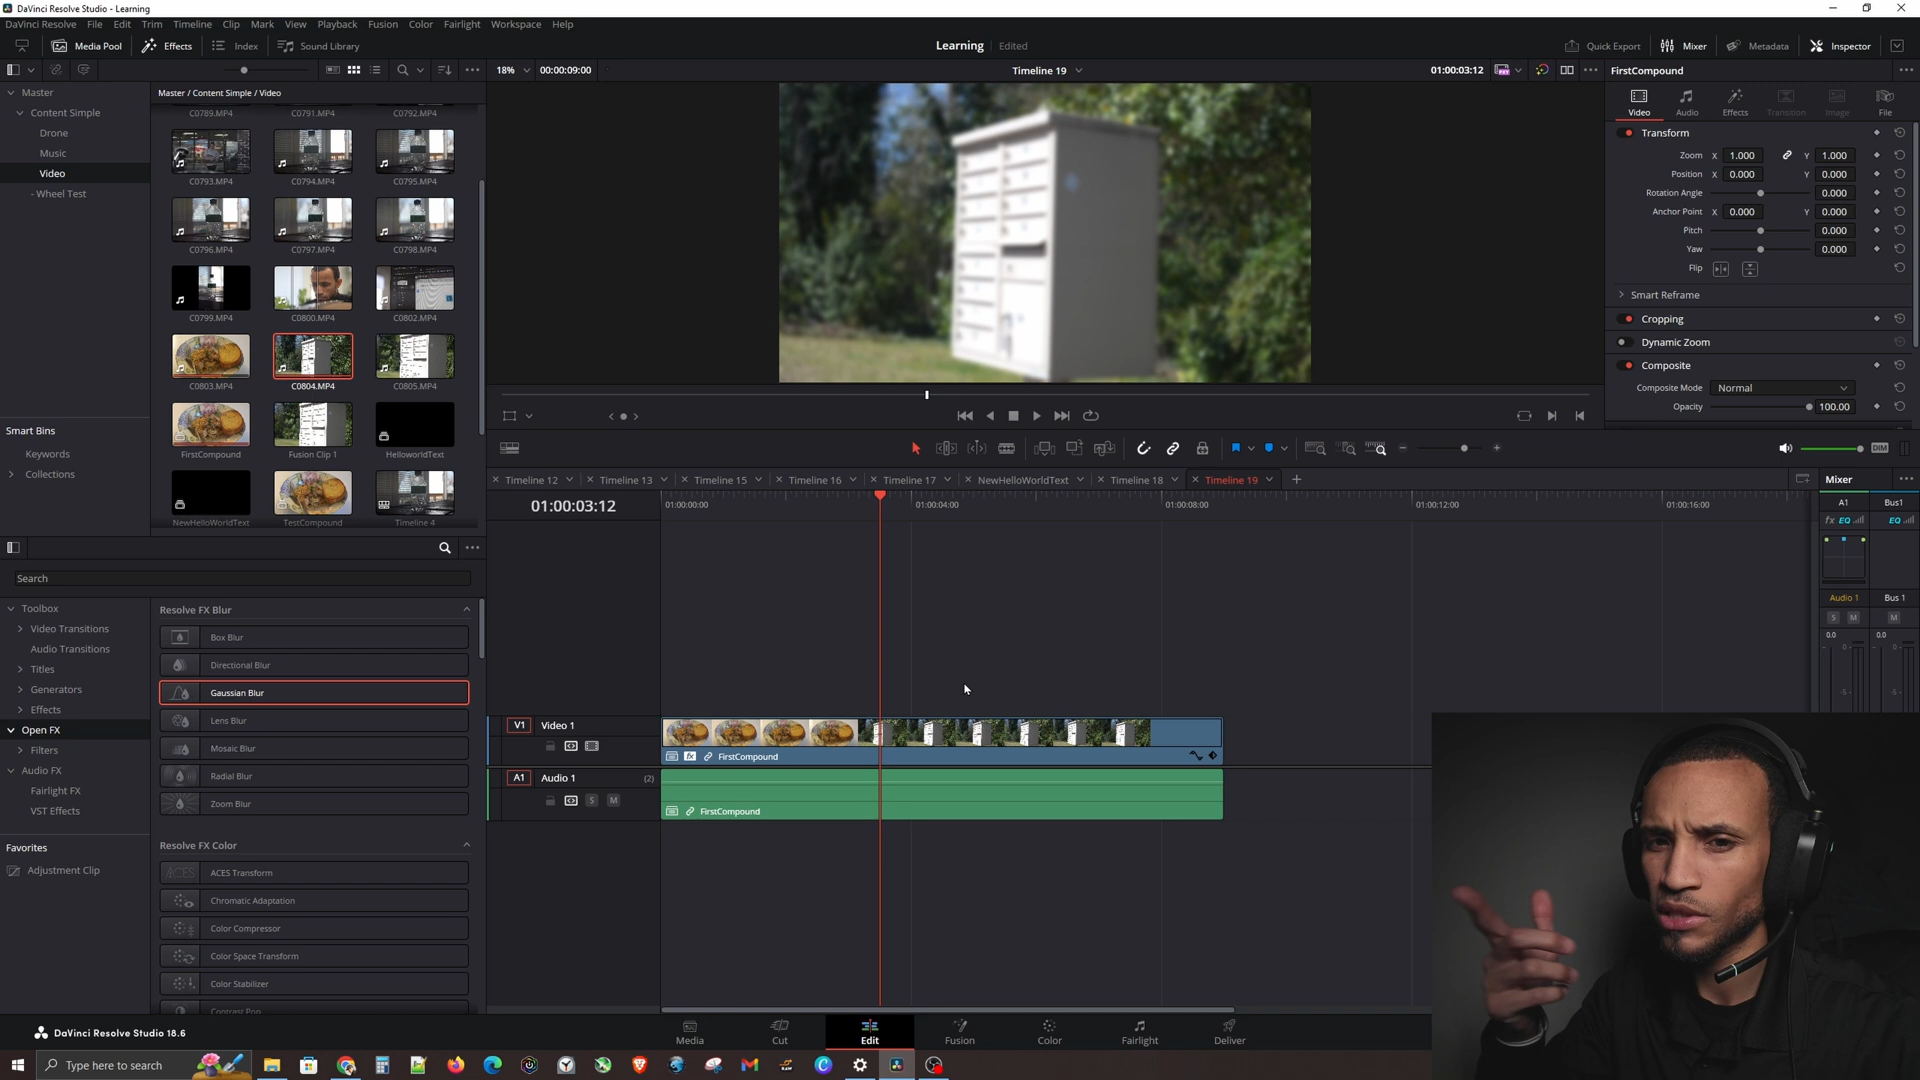 DaVinci Resolve Studio - Learning
DaVinci Resolve File Edit Trim Timeline Clip Mark View Playback Fusion Color Fairlight Workspace Help
Media Pool Effects Index Sound Library Learning Edited Quick Export Mixer Metadata Inspector
18% 00:00:09:00 Timeline 19 01:00:03:12 FirstCompound
Master
Content Simple
Drone
Music
Video
- Wheel Test
Smart Bins
Keywords
Collections
Master / Content Simple / Video
C0789.MP4 C0791.MP4 C0792.MP4
C0793.MP4 C0794.MP4 C0795.MP4
C0796.MP4 C0797.MP4 C0798.MP4
C0799.MP4 C0800.MP4 C0802.MP4
C0803.MP4 C0804.MP4 C0805.MP4
FirstCompound Fusion Clip 1 HelloworldText
NewHelloWorldText TestCompound Timeline 4
Video Audio Effects Transition Image File
Transform
Zoom X 1.000 Y 1.000
Position X 0.000 Y 0.000
Rotation Angle 0.000
Anchor Point X 0.000 Y 0.000
Pitch 0.000
Yaw 0.000
Flip
Smart Reframe
Cropping
Dynamic Zoom
Composite
Composite Mode Normal
Opacity 100.00
DIM
Timeline 12 Timeline 13 Timeline 15 Timeline 16 Timeline 17 NewHelloWorldText Timeline 18 Timeline 19
01:00:03:12 01:00:00:00 01:00:04:00 01:00:08:00 01:00:12:00 01:00:16:00
V1 Video 1
FirstCompound
A1 Audio 1 (2)
S M
FirstCompound
Mixer
A1 Bus1
fx EQ EQ
Audio 1 Bus 1
S M M
0.0 0.0
0
-5 -5
Search
Toolbox
Video Transitions
Audio Transitions
Titles
Generators
Effects
Open FX
Filters
Audio FX
Fairlight FX
VST Effects
Favorites
Adjustment Clip
Resolve FX Blur
Box Blur
Directional Blur
Gaussian Blur
Lens Blur
Mosaic Blur
Radial Blur
Zoom Blur
Resolve FX Color
ACES ACES Transform
Chromatic Adaptation
Color Compressor
Color Space Transform
Color Stabilizer
Contrast Pop
DaVinci Resolve Studio 18.6
Media Cut Edit Fusion Color Fairlight Deliver
Type here to search